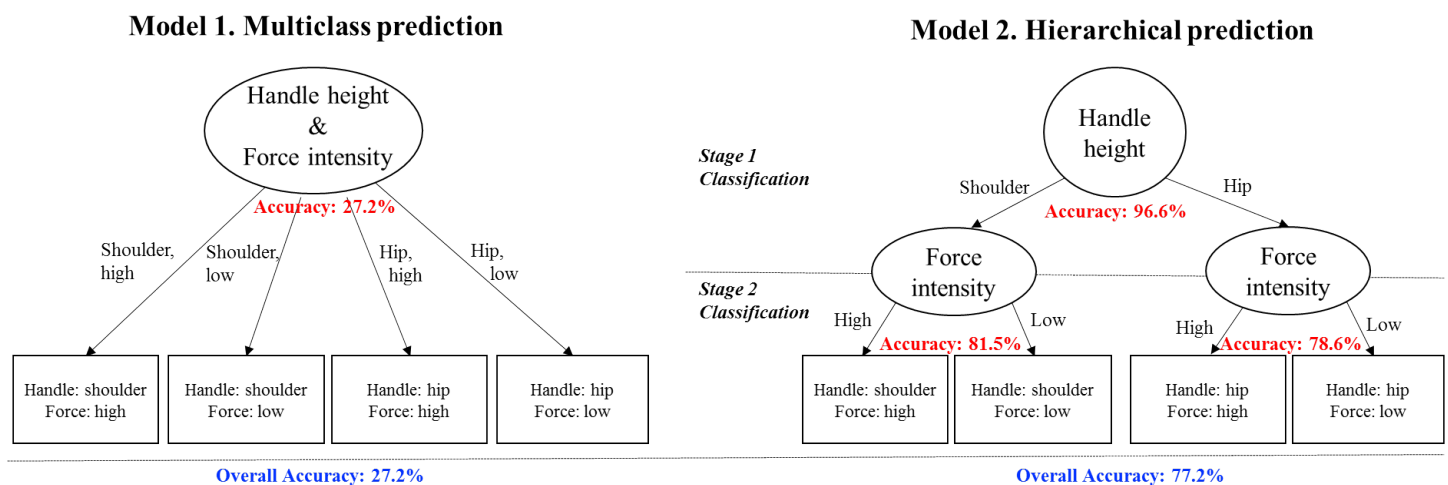 Model 1. Multiclass prediction
Handle height
&
Force intensity
Accuracy: 27.2%
Shoulder,
high
Shoulder,
low
Hip,
high
Hip,
low
Handle: shoulder
Force: high
Handle: shoulder
Force: low
Handle: hip
Force: high
Handle: hip
Force: low
Overall Accuracy: 27.2%
Model 2. Hierarchical prediction
Handle
height
Stage 1
Classification
Shoulder
Hip
Accuracy: 96.6%
Force
intensity
Force
intensity
Stage 2
Classification
High
Low
Accuracy: 81.5%
High
Low
Accuracy: 78.6%
Handle: shoulder
Force: high
Handle: shoulder
Force: low
Handle: hip
Force: high
Handle: hip
Force: low
Overall Accuracy: 77.2%